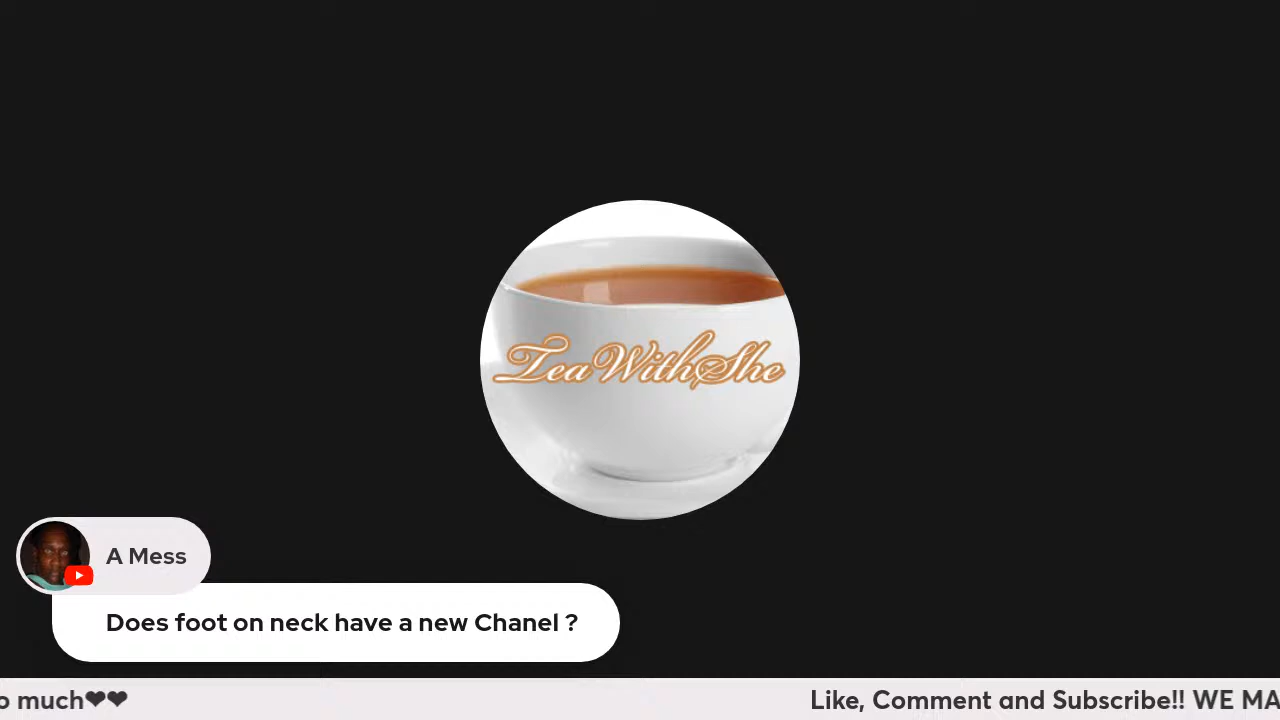 TeaWithShe
A Mess
Does foot on neck have a new Chanel ?
o much❤❤ Like, Comment and Subscribe!! WE MA